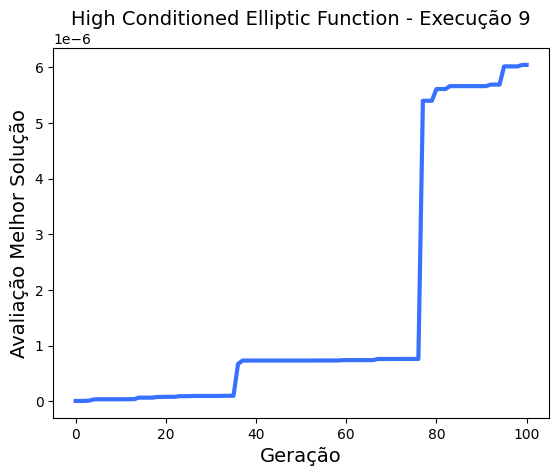 High Conditioned Elliptic Function - Execução 9
1e−6
6
5
4
3
2
1
0
Avaliação Melhor Solução
0 20 40 60 80 100
Geração